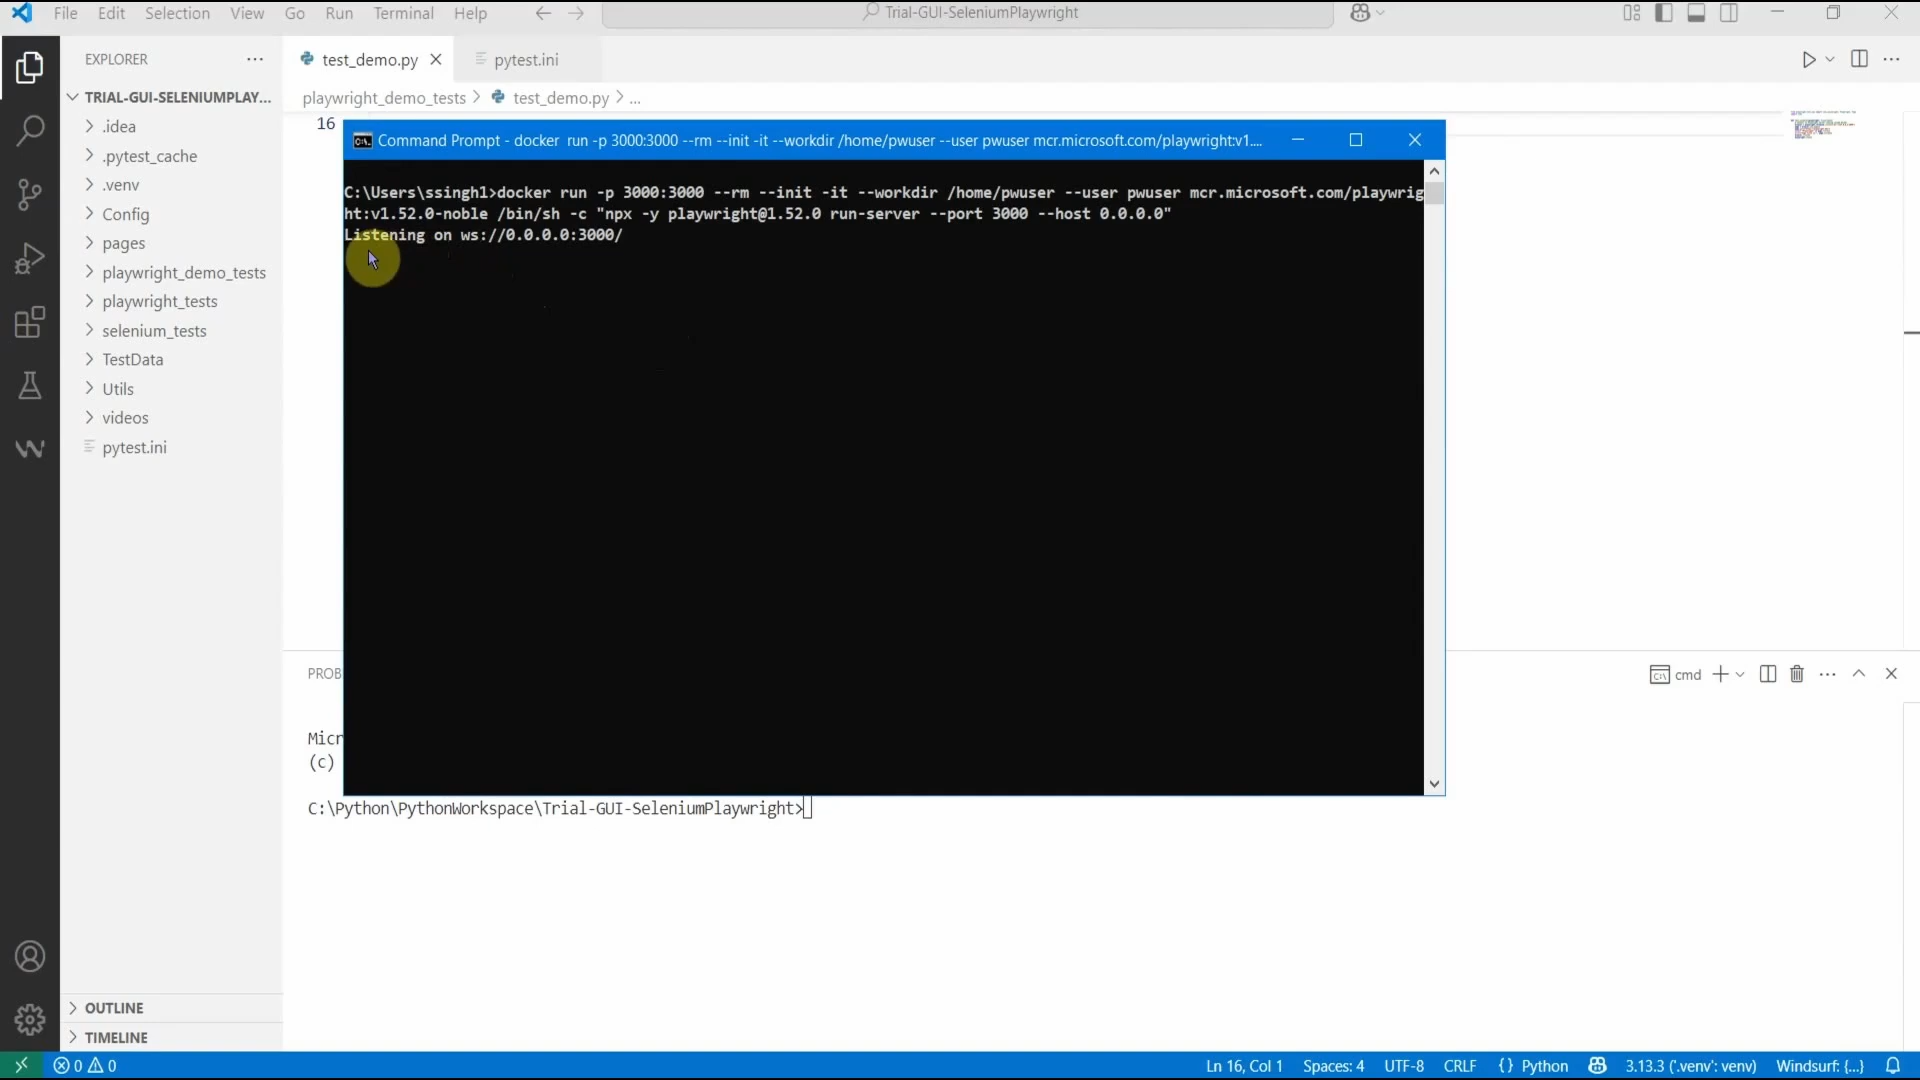 File Edit Selection View Go Run Terminal Help
Trial-GUI-SeleniumPlaywright
EXPLORER
TRIAL-GUI-SELENIUMPLAY...
.idea
.pytest_cache
.venv
Config
pages
playwright_demo_tests
playwright_tests
selenium_tests
TestData
Utils
videos
pytest.ini
OUTLINE
TIMELINE
test_demo.py
pytest.ini
playwright_demo_tests > test_demo.py > ...
16
Command Prompt - docker run -p 3000:3000 --rm --init -it --workdir /home/pwuser --user pwuser mcr.microsoft.com/playwright:v1....
C:\Users\ssingh1>docker run -p 3000:3000 --rm --init -it --workdir /home/pwuser --user pwuser mcr.microsoft.com/playwrig
ht:v1.52.0-noble /bin/sh -c "npx -y playwright@1.52.0 run-server --port 3000 --host 0.0.0.0"
Listening on ws://0.0.0.0:3000/
PROB
cmd
Micr
(c)
C:\Python\PythonWorkspace\Trial-GUI-SeleniumPlaywright>
0 0
Ln 16, Col 1 Spaces: 4 UTF-8 CRLF {} Python 3.13.3 ('.venv': venv) Windsurf: {...}